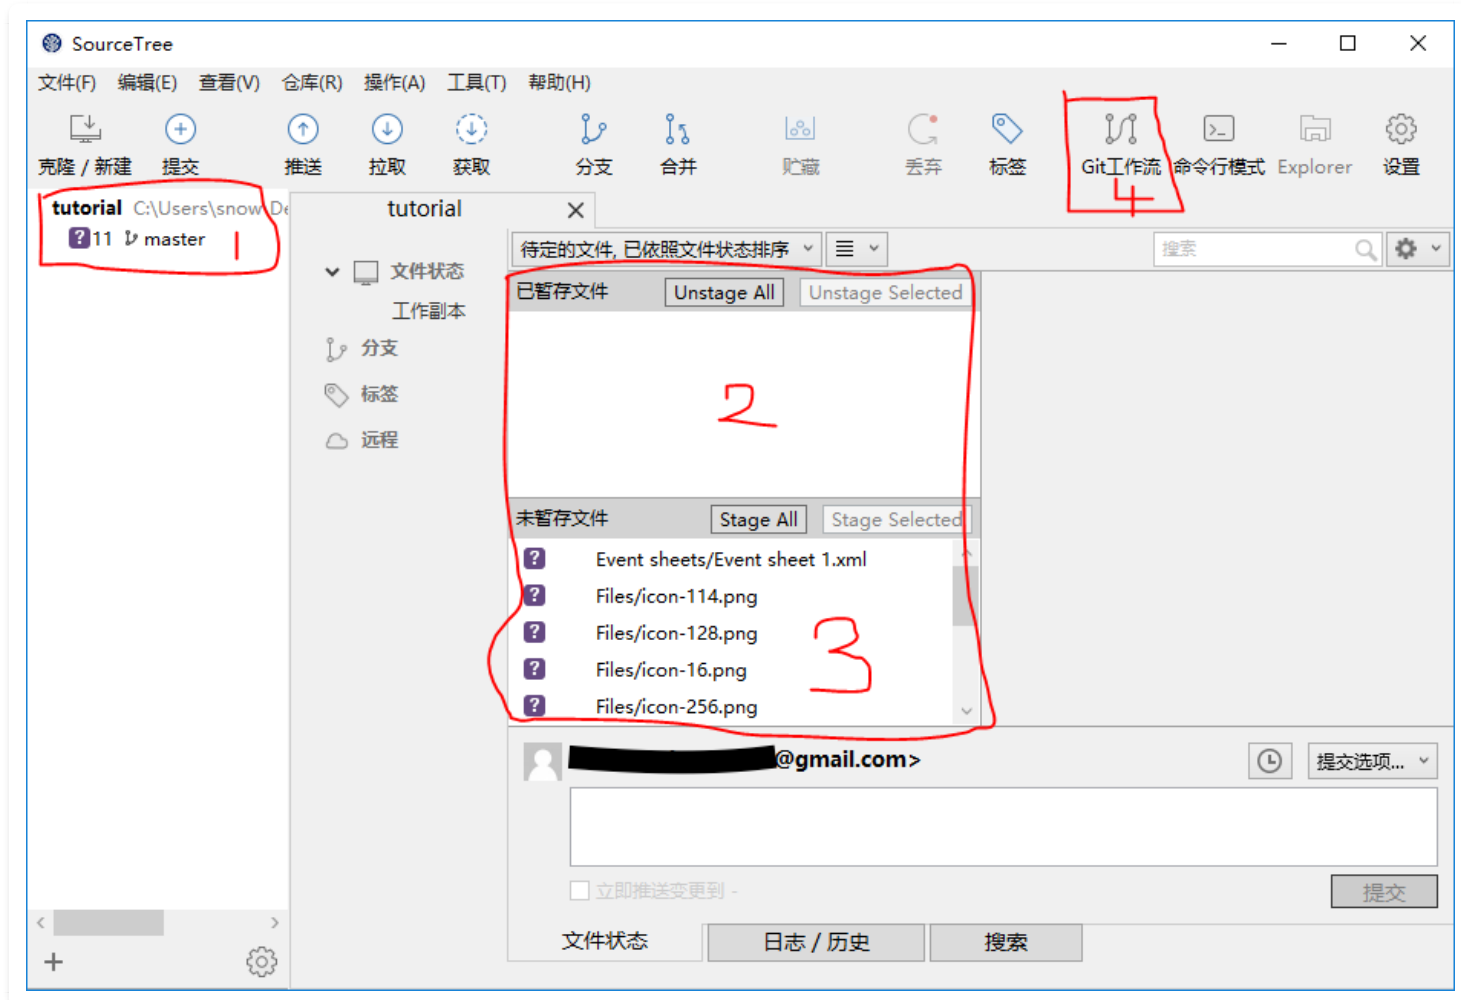 SourceTree
文件(F) 编辑(E) 查看(V) 仓库(R) 操作(A) 工具(T) 帮助(H)
克隆 / 新建 提交 推送 拉取 获取 分支 合并 贮藏 丢弃 标签 Git工作流 命令行模式 Explorer 设置
4
tutorial C:\Users\snow\De
? 11 master
1
tutorial
待定的文件, 已依照文件状态排序
搜索
文件状态
工作副本
分支
标签
远程
已暂存文件 Unstage All Unstage Selected
2
未暂存文件 Stage All Stage Selected
? Event sheets/Event sheet 1.xml
? Files/icon-114.png
? Files/icon-128.png
? Files/icon-16.png
? Files/icon-256.png
3
@gmail.com>
提交选项...
立即推送变更到 -
提交
文件状态 日志 / 历史 搜索